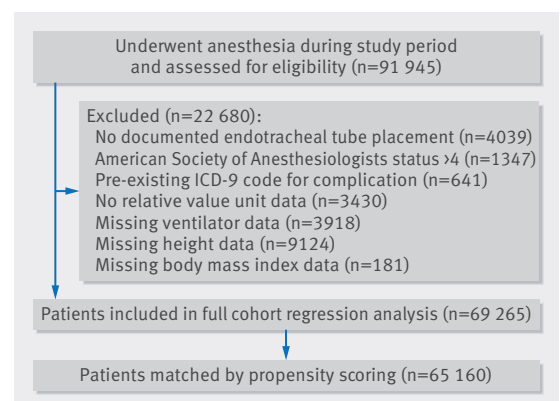 Underwent anesthesia during study period
and assessed for eligibility (n=91 945)
Excluded (n=22 680):
No documented endotracheal tube placement (n=4039)
American Society of Anesthesiologists status >4 (n=1347)
Pre-existing ICD-9 code for complication (n=641)
No relative value unit data (n=3430)
Missing ventilator data (n=3918)
Missing height data (n=9124)
Missing body mass index data (n=181)
Patients included in full cohort regression analysis (n=69 265)
Patients matched by propensity scoring (n=65 160)